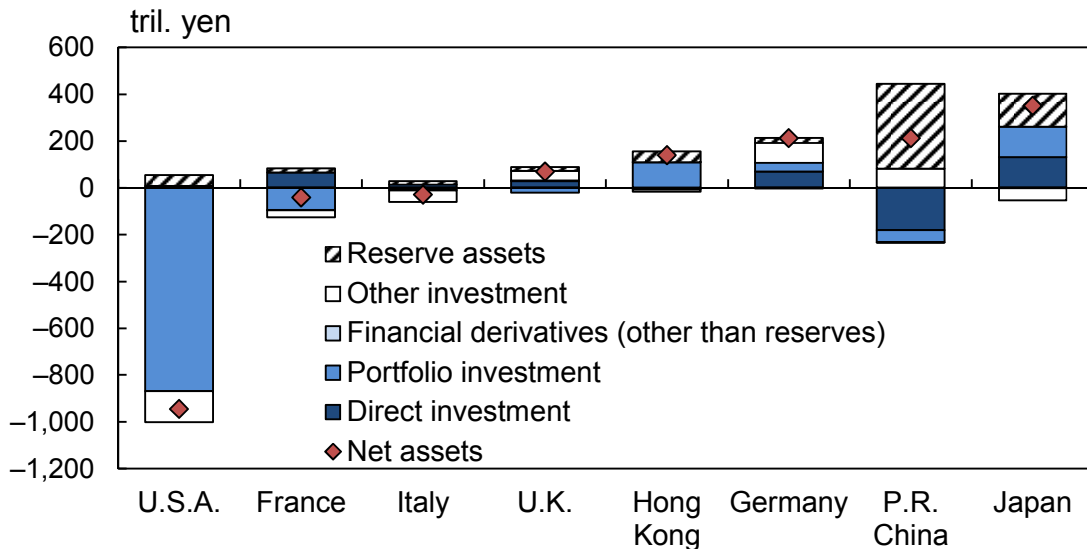 tril. yen
600
400
200
0
–200
–400
–600
–800
–1,000
–1,200
Reserve assets
Other investment
Financial derivatives (other than reserves)
Portfolio investment
Direct investment
Net assets
U.S.A.
France
Italy
U.K.
Hong
Kong
Germany
P.R.
China
Japan